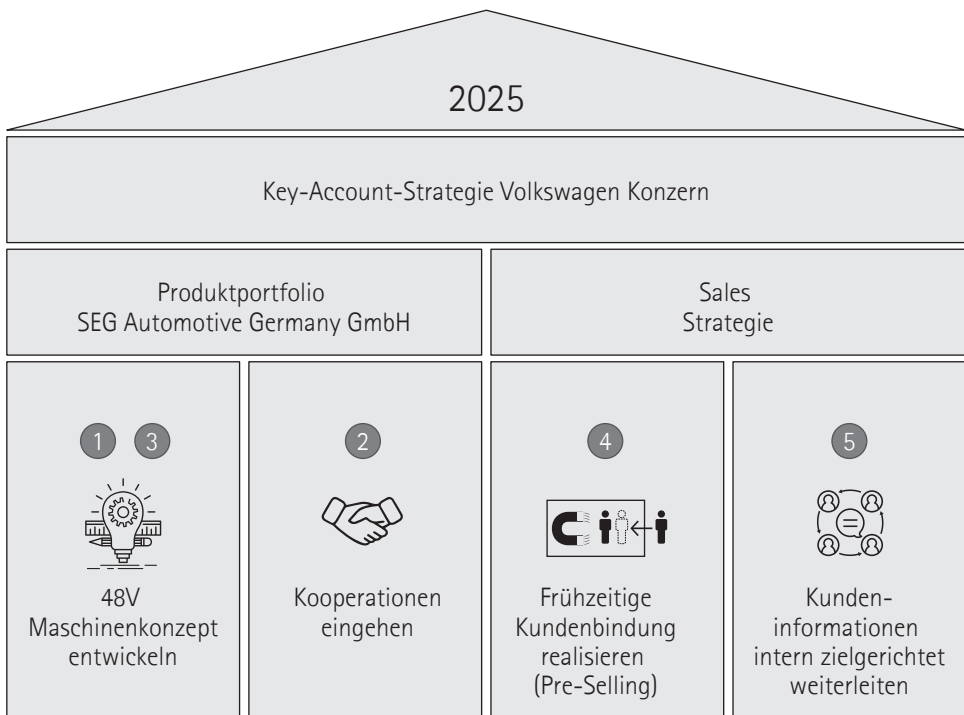 2025
Key-Account-Strategie Volkswagen Konzern
Produktportfolio
SEG Automotive Germany GmbH
Sales
Strategie
1 3
48V
Maschinenkonzept
entwickeln
2
Kooperationen
eingehen
4
Frühzeitige
Kundenbindung
realisieren
(Pre-Selling)
5
Kunden-
informationen
intern zielgerichtet
weiterleiten